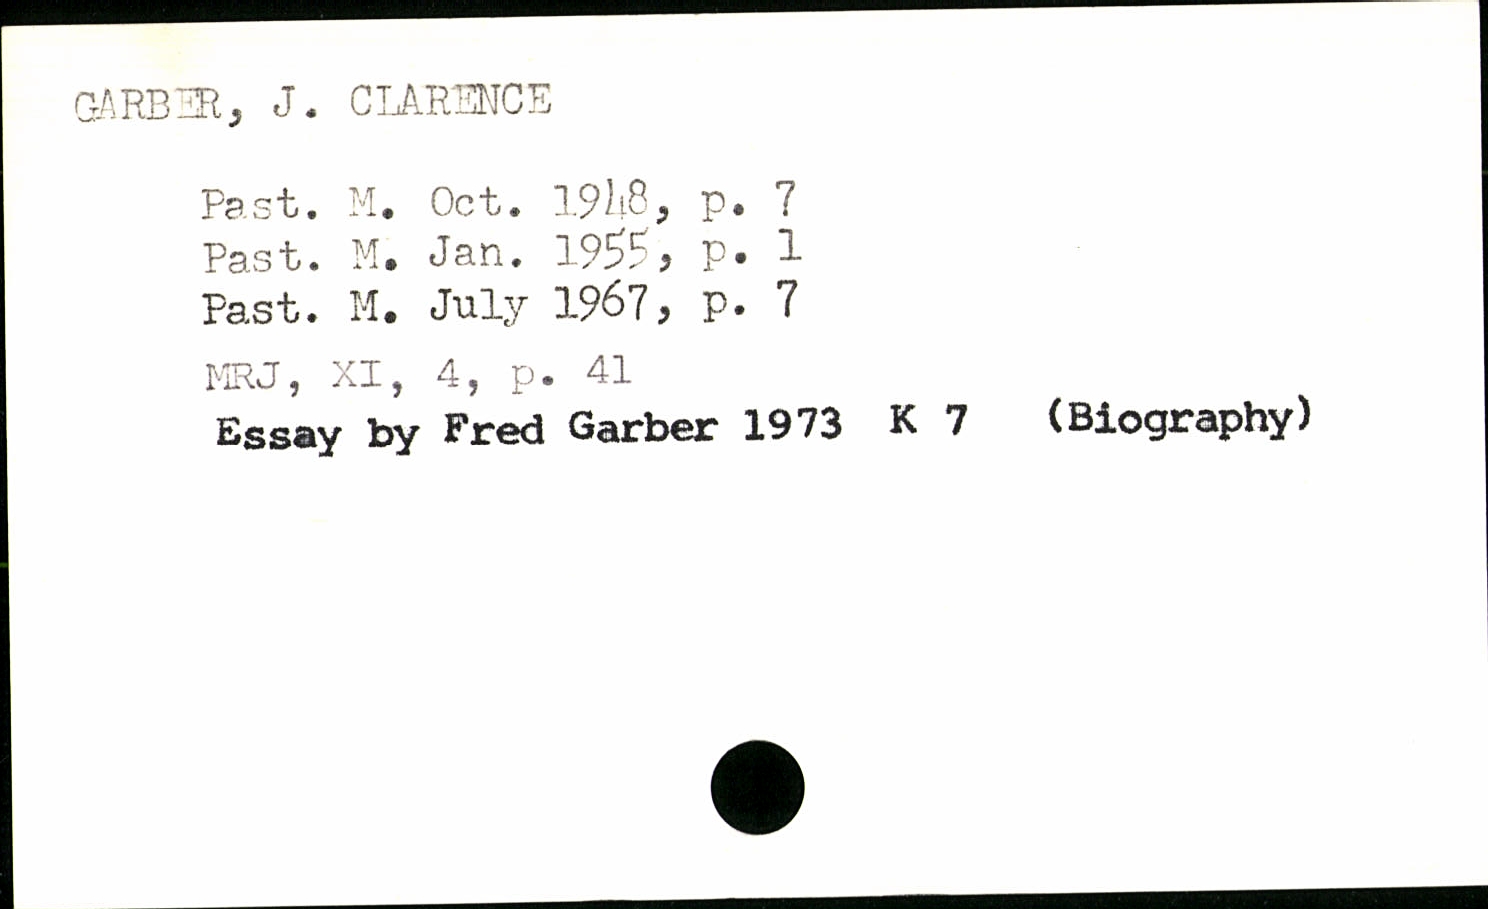 GARBER, J. CLARENCE
Past. M. Oct. 1948, p. 7
Past. M. Jan. 1955, p. 1
Past. M. July 1967, p. 7
MRJ, XI, 4, p. 41
Essay by Fred Garber 1973 K 7 (Biography)